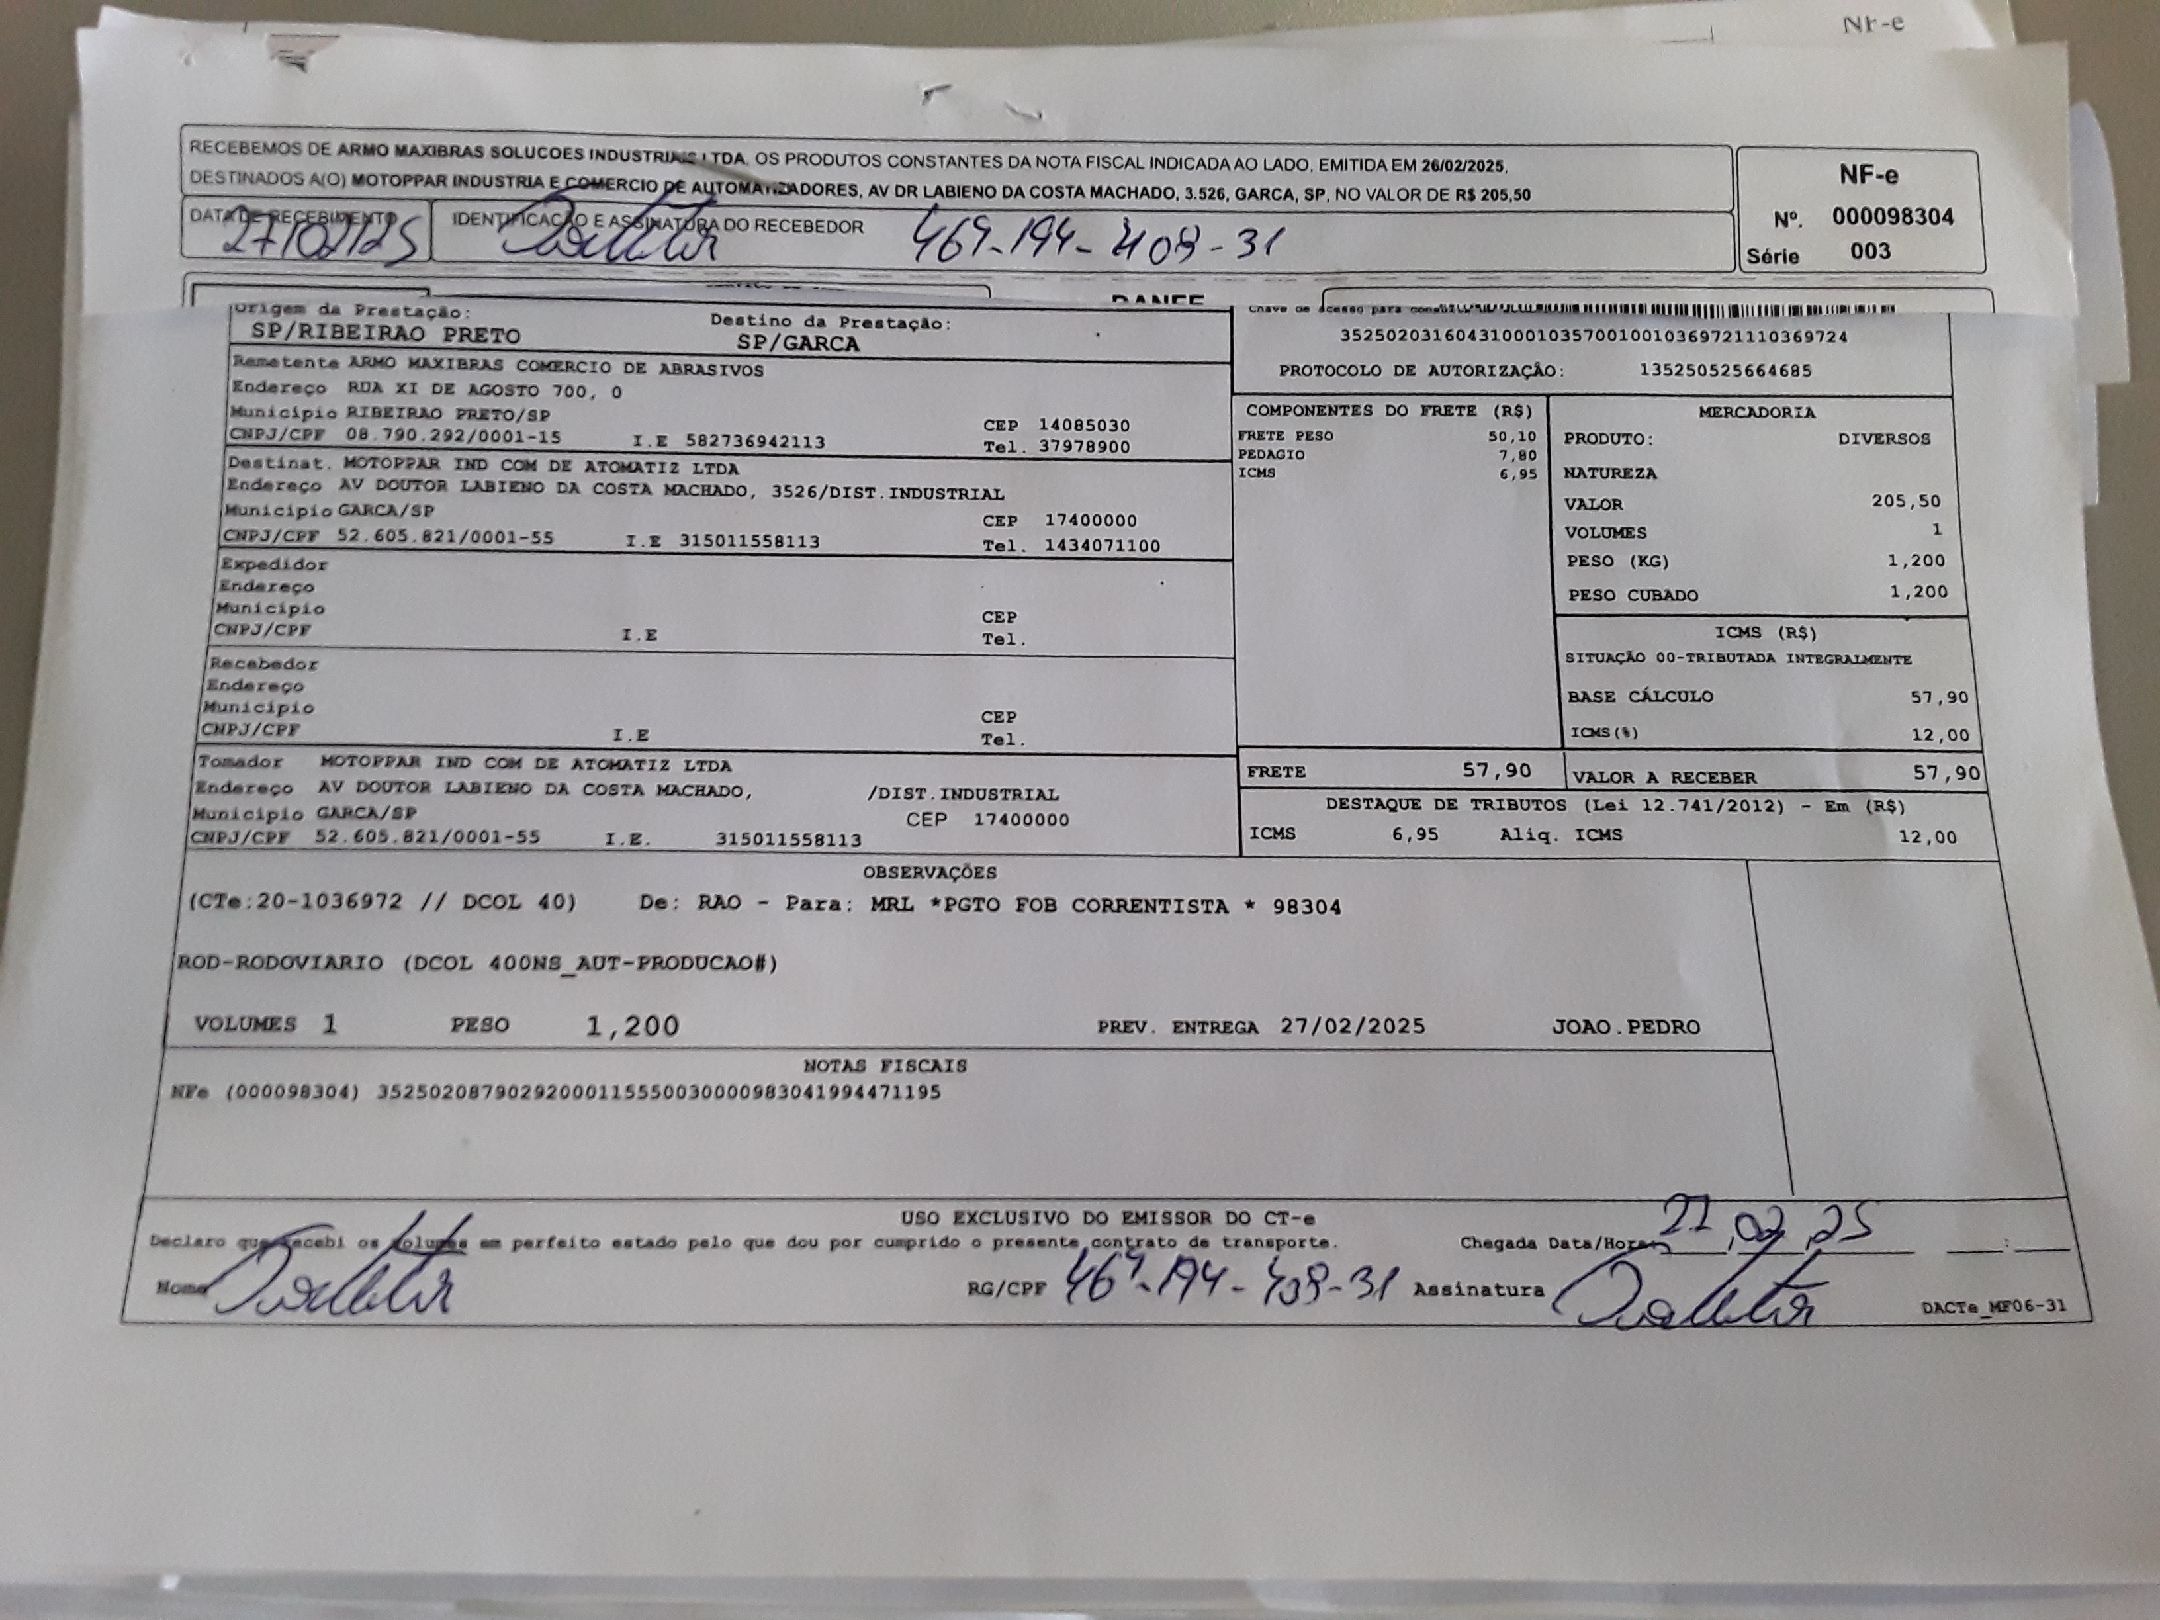 NF-e
RECEBEMOS DE ARMO MAXIBRAS SOLUCOES INDUSTRIAIS LTDA, OS PRODUTOS CONSTANTES DA NOTA FISCAL INDICADA AO LADO, EMITIDA EM 26/02/2025,
DESTINADOS A(O) MOTOPPAR INDUSTRIA E COMERCIO DE AUTOMATIZADORES, AV DR LABIENO DA COSTA MACHADO, 3.526, GARCA, SP, NO VALOR DE R$ 205,50
NF-e
Nº. 000098304
Série 003
DATA DE RECEBIMENTO IDENTIFICAÇÃO E ASSINATURA DO RECEBEDOR
27/02/25 469-194-408-31
DANFE
Origem da Prestação: Destino da Prestação:
SP/RIBEIRAO PRETO SP/GARCA
Chave de acesso para
35250203160431000103570010010369721110369724
PROTOCOLO DE AUTORIZAÇÃO: 135250525664685
Remetente ARMO MAXIBRAS COMERCIO DE ABRASIVOS
Endereço RUA XI DE AGOSTO 700, 0
Município RIBEIRAO PRETO/SP CEP 14085030
CNPJ/CPF 08.790.292/0001-15 I.E 582736942113 Tel. 37978900
Destinat. MOTOPPAR IND COM DE ATOMATIZ LTDA
Endereço AV DOUTOR LABIENO DA COSTA MACHADO, 3526/DIST.INDUSTRIAL
Município GARCA/SP CEP 17400000
CNPJ/CPF 52.605.821/0001-55 I.E 315011558113 Tel. 1434071100
Expedidor
Endereço
Município CEP
CNPJ/CPF I.E Tel.
Recebedor
Endereço
Município CEP
CNPJ/CPF I.E Tel.
Tomador MOTOPPAR IND COM DE ATOMATIZ LTDA
Endereço AV DOUTOR LABIENO DA COSTA MACHADO, /DIST.INDUSTRIAL
Município GARCA/SP CEP 17400000
CNPJ/CPF 52.605.821/0001-55 I.E. 315011558113
COMPONENTES DO FRETE (R$)
FRETE PESO 50,10
PEDAGIO 7,80
ICMS 6,95
MERCADORIA
PRODUTO: DIVERSOS
NATUREZA
VALOR 205,50
VOLUMES 1
PESO (KG) 1,200
PESO CUBADO 1,200
ICMS (R$)
SITUAÇÃO 00-TRIBUTADA INTEGRALMENTE
BASE CÁLCULO 57,90
ICMS(%) 12,00
FRETE 57,90 VALOR A RECEBER 57,90
DESTAQUE DE TRIBUTOS (Lei 12.741/2012) - Em (R$)
ICMS 6,95 Aliq. ICMS 12,00
OBSERVAÇÕES
(CTe:20-1036972 // DCOL 40) De: RAO - Para: MRL *PGTO FOB CORRENTISTA * 98304
ROD-RODOVIARIO (DCOL 400NS_AUT-PRODUCAO#)
VOLUMES 1 PESO 1,200 PREV. ENTREGA 27/02/2025 JOAO.PEDRO
NOTAS FISCAIS
NFe (000098304) 35250208790292000115550030000983041994471195
USO EXCLUSIVO DO EMISSOR DO CT-e
Declaro que recebi os volumes em perfeito estado pelo que dou por cumprido o presente contrato de transporte. Chegada Data/Hora: 27,02,25 :
Nome RG/CPF 469-194-408-31 Assinatura
DACTe_MF06-31